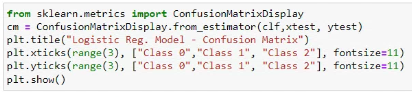 from sklearn.metrics import ConfusionMatrixDisplay
cm = ConfusionMatrixDisplay.from_estimator(clf,xtest, ytest)
plt.title("Logistic Reg. Model - Confusion Matrix")
plt.xticks(range(3), ["Class 0","Class 1", "Class 2"], fontsize=11)
plt.yticks(range(3), ["Class 0","Class 1", "Class 2"], fontsize=11)
plt.show()